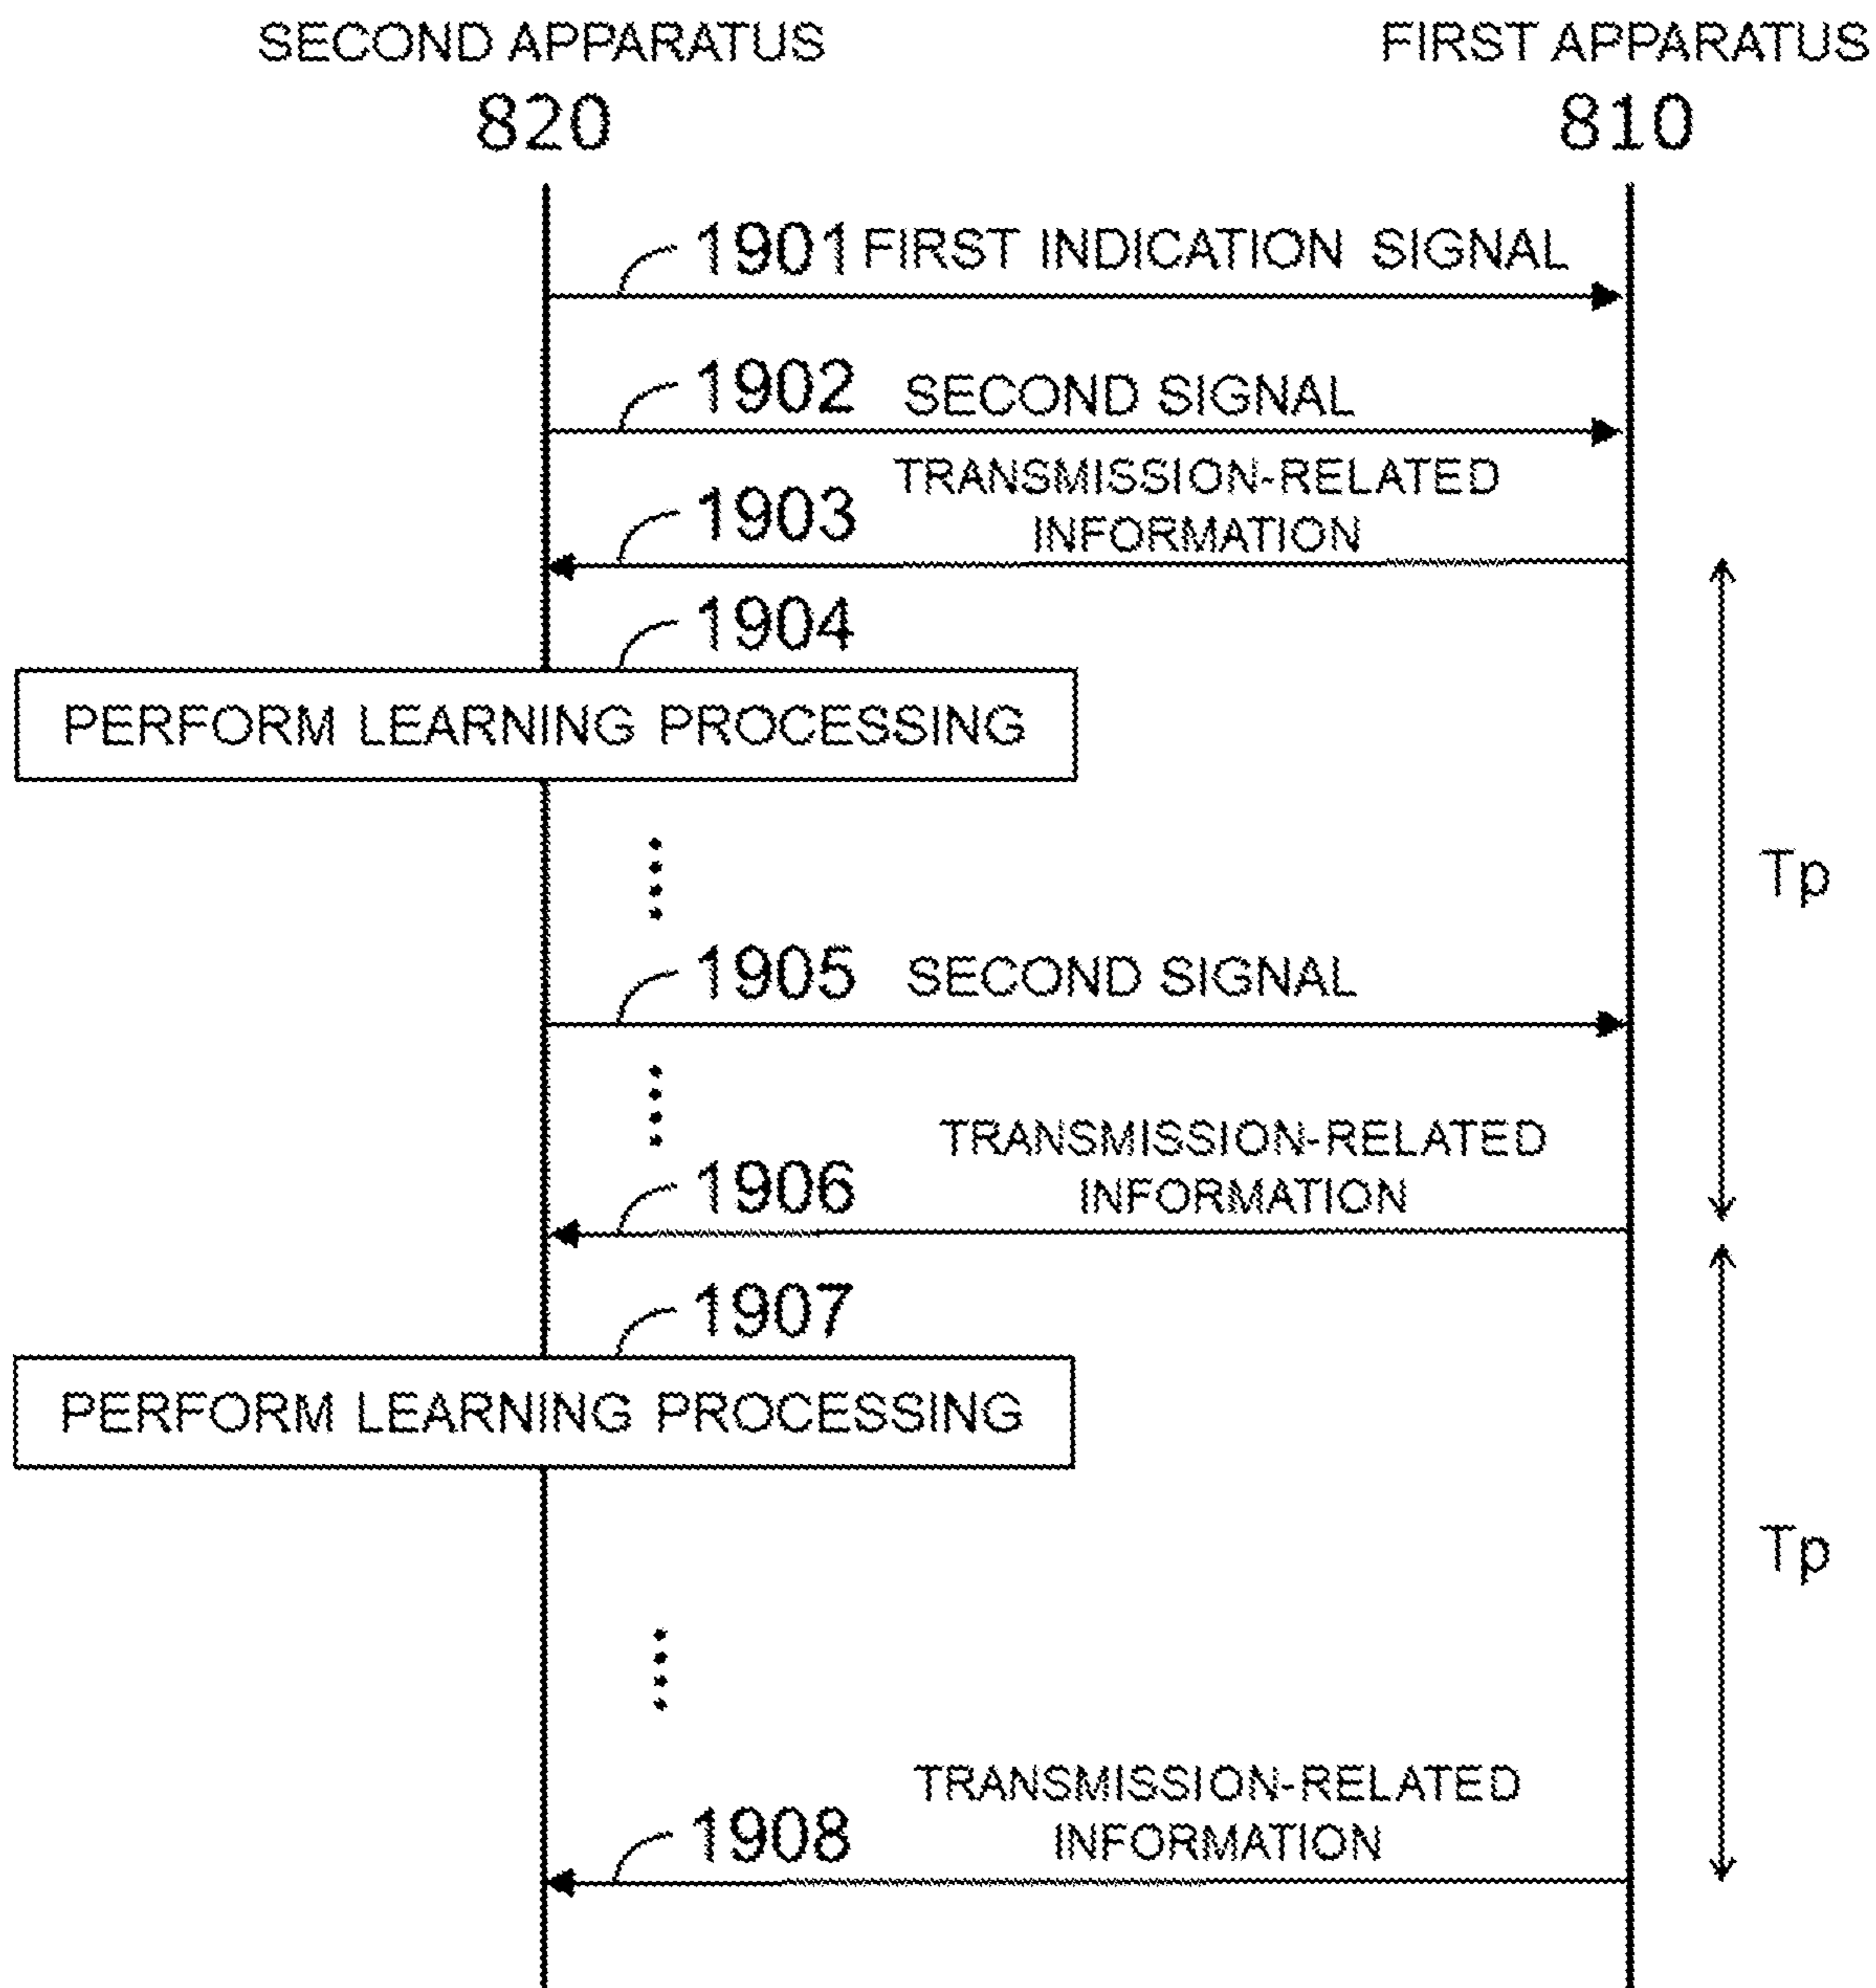 SECOND APPARATUS
820
FIRST APPARATUS
810
1901 FIRST INDICATION SIGNAL
1902 SECOND SIGNAL
TRANSMISSION-RELATED
INFORMATION
1903
1904
PERFORM LEARNING PROCESSING
Tp
1905 SECOND SIGNAL
TRANSMISSION-RELATED
INFORMATION
1906
1907
PERFORM LEARNING PROCESSING
Tp
TRANSMISSION-RELATED
INFORMATION
1908